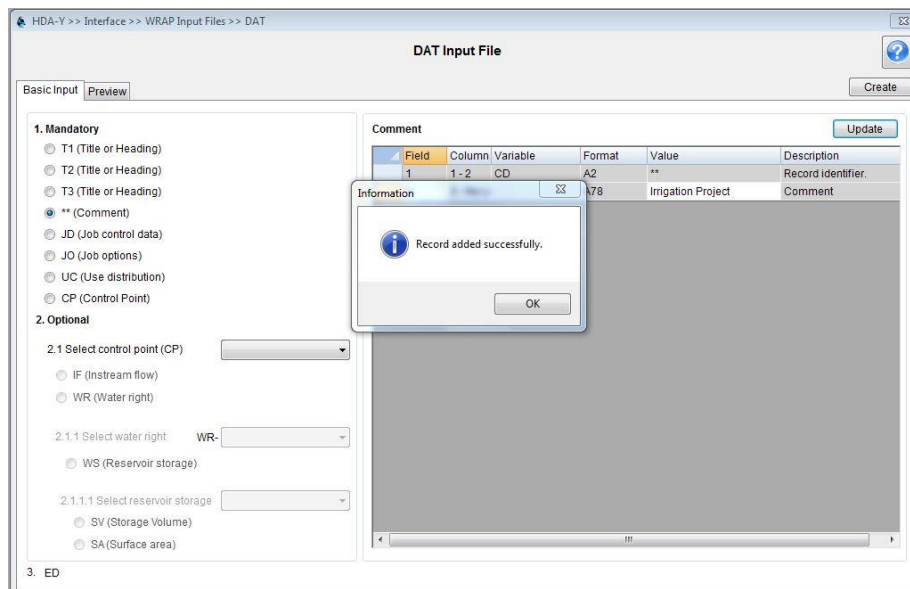 HDA-Y >> Interface >> WRAP Input Files >> DAT
DAT Input File
Basic Input Preview
Create
1. Mandatory
T1 (Title or Heading)
T2 (Title or Heading)
T3 (Title or Heading)
** (Comment)
JD (Job control data)
JO (Job options)
UC (Use distribution)
CP (Control Point)
2. Optional
2.1 Select control point (CP)
IF (Instream flow)
WR (Water right)
2.1.1 Select water right WR-
WS (Reservoir storage)
2.1.1.1 Select reservoir storage
SV (Storage Volume)
SA (Surface area)
3. ED
Comment
Update
Field Column Variable Format Value Description
1 1 - 2 CD A2 ** Record identifier.
A78 Irrigation Project Comment
Information
Record added successfully.
OK